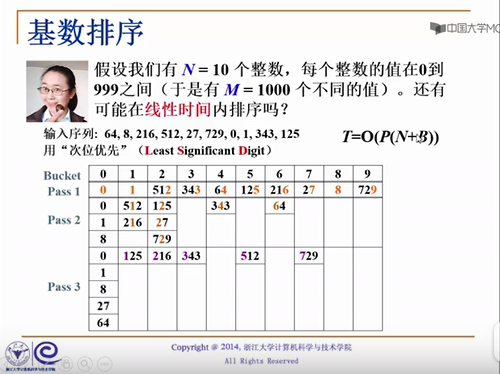 中国大学MO
基数排序
假设我们有 N = 10 个整数，每个整数的值在0到
999之间（于是有 M = 1000 个不同的值）。还有
可能在线性时间内排序吗？
输入序列: 64, 8, 216, 512, 27, 729, 0, 1, 343, 125
用“次位优先”（Least Significant Digit）
T=O(P(N+B))
Bucket 0 1 2 3 4 5 6 7 8 9
Pass 1 0 1 512 343 64 125 216 27 8 729
0 512 125 343 64
Pass 2 1 216 27
8 729
0 125 216 343 512 729
1
Pass 3 8
27
64
Copyright @ 2014, 浙江大学计算机科学与技术学院
All Rights Reserved
浙江大学计算机科学与技术学院